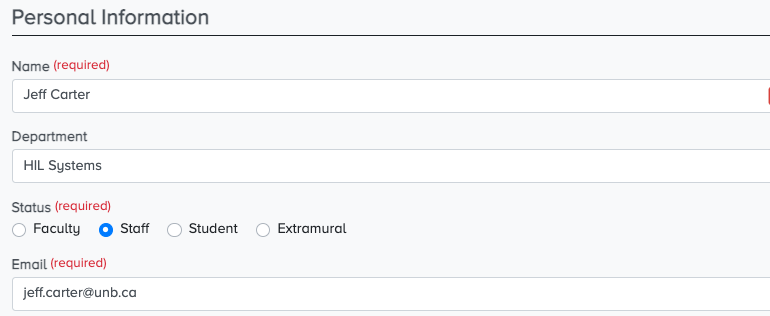 Personal Information
Name (required)
Jeff Carter
Department
HIL Systems
Status (required)
Faculty Staff Student Extramural
Email (required)
jeff.carter@unb.ca